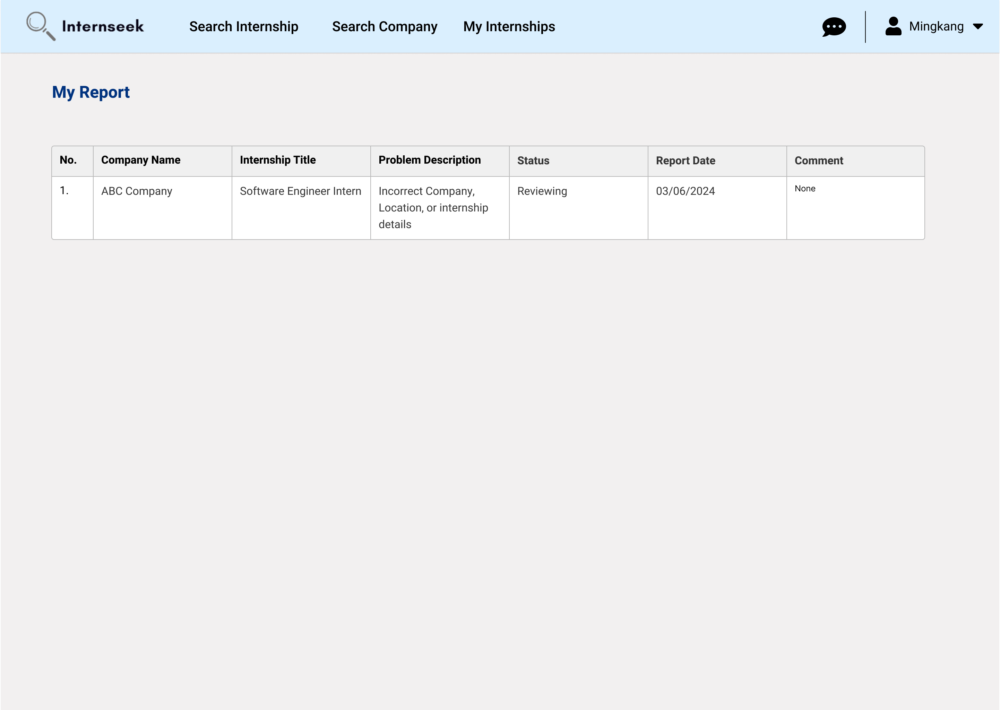 Internseek Search Internship Search Company My Internships Mingkang
My Report
No. Company Name Internship Title Problem Description Status Report Date Comment
1. ABC Company Software Engineer Intern Incorrect Company, Reviewing 03/06/2024 None
Location, or internship
details